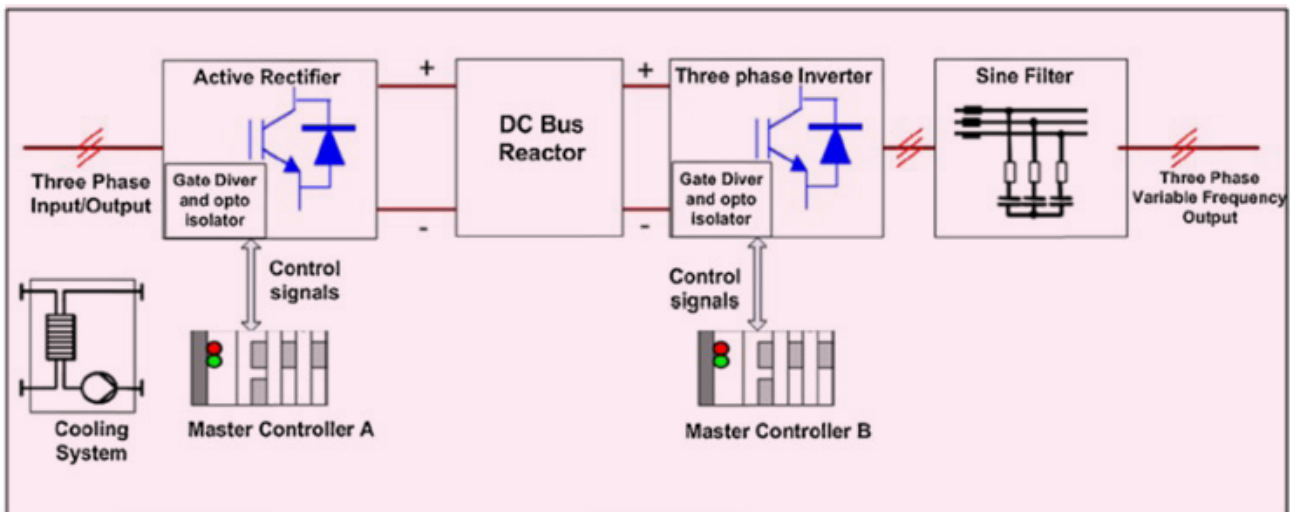 Active Rectifier
+
+
Three phase Inverter
Sine Filter
DC Bus
Reactor
Three Phase
Input/Output
Gate Diver
and opto
isolator
-
-
Gate Diver
and opto
isolator
Three Phase
Variable Frequency
Output
Control
signals
Control
signals
Cooling
System
Master Controller A
Master Controller B